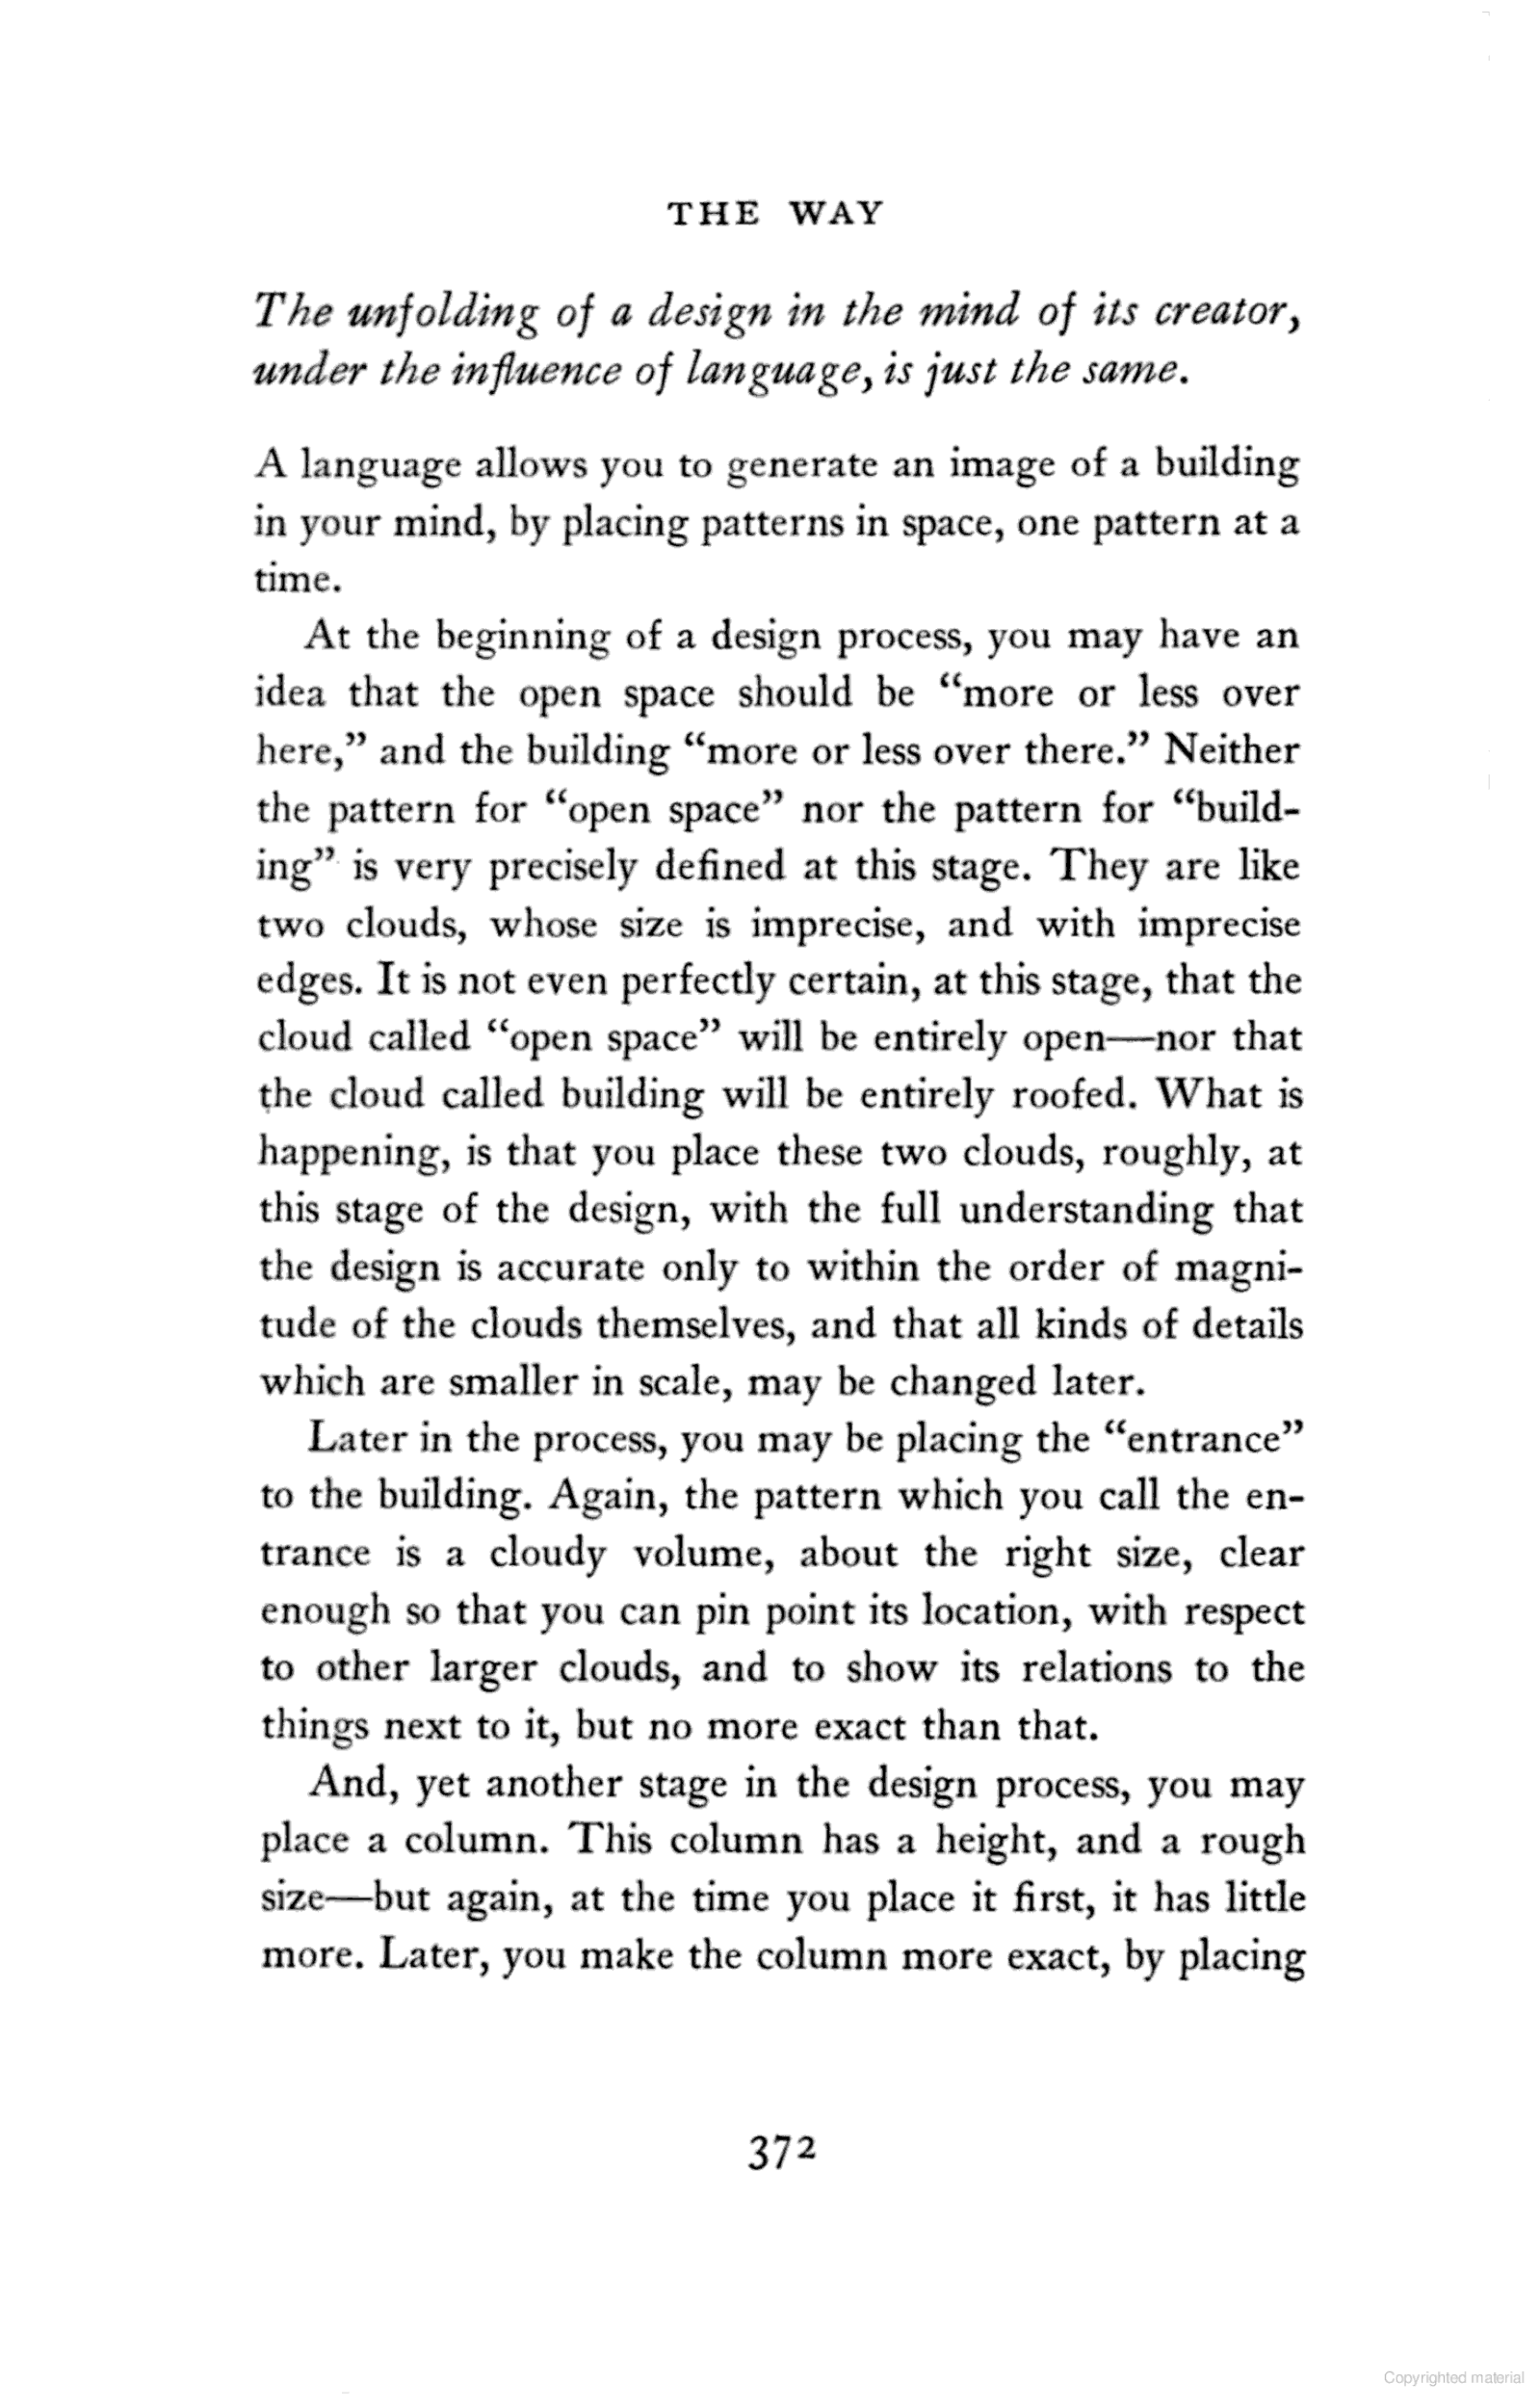 THE WAY
The unfolding of a design in the mind of its creator,
under the influence of language, is just the same.
A language allows you to generate an image of a building
in your mind, by placing patterns in space, one pattern at a
time.
At the beginning of a design process, you may have an
idea that the open space should be “more or less over
here,” and the building “more or less over there.” Neither
the pattern for “open space” nor the pattern for “build-
ing” is very precisely defined at this stage. They are like
two clouds, whose size is imprecise, and with imprecise
edges. It is not even perfectly certain, at this stage, that the
cloud called “open space” will be entirely open—nor that
the cloud called building will be entirely roofed. What is
happening, is that you place these two clouds, roughly, at
this stage of the design, with the full understanding that
the design is accurate only to within the order of magni-
tude of the clouds themselves, and that all kinds of details
which are smaller in scale, may be changed later.
Later in the process, you may be placing the “entrance”
to the building. Again, the pattern which you call the en-
trance is a cloudy volume, about the right size, clear
enough so that you can pin point its location, with respect
to other larger clouds, and to show its relations to the
things next to it, but no more exact than that.
And, yet another stage in the design process, you may
place a column. This column has a height, and a rough
size—but again, at the time you place it first, it has little
more. Later, you make the column more exact, by placing
372
Copyrighted material